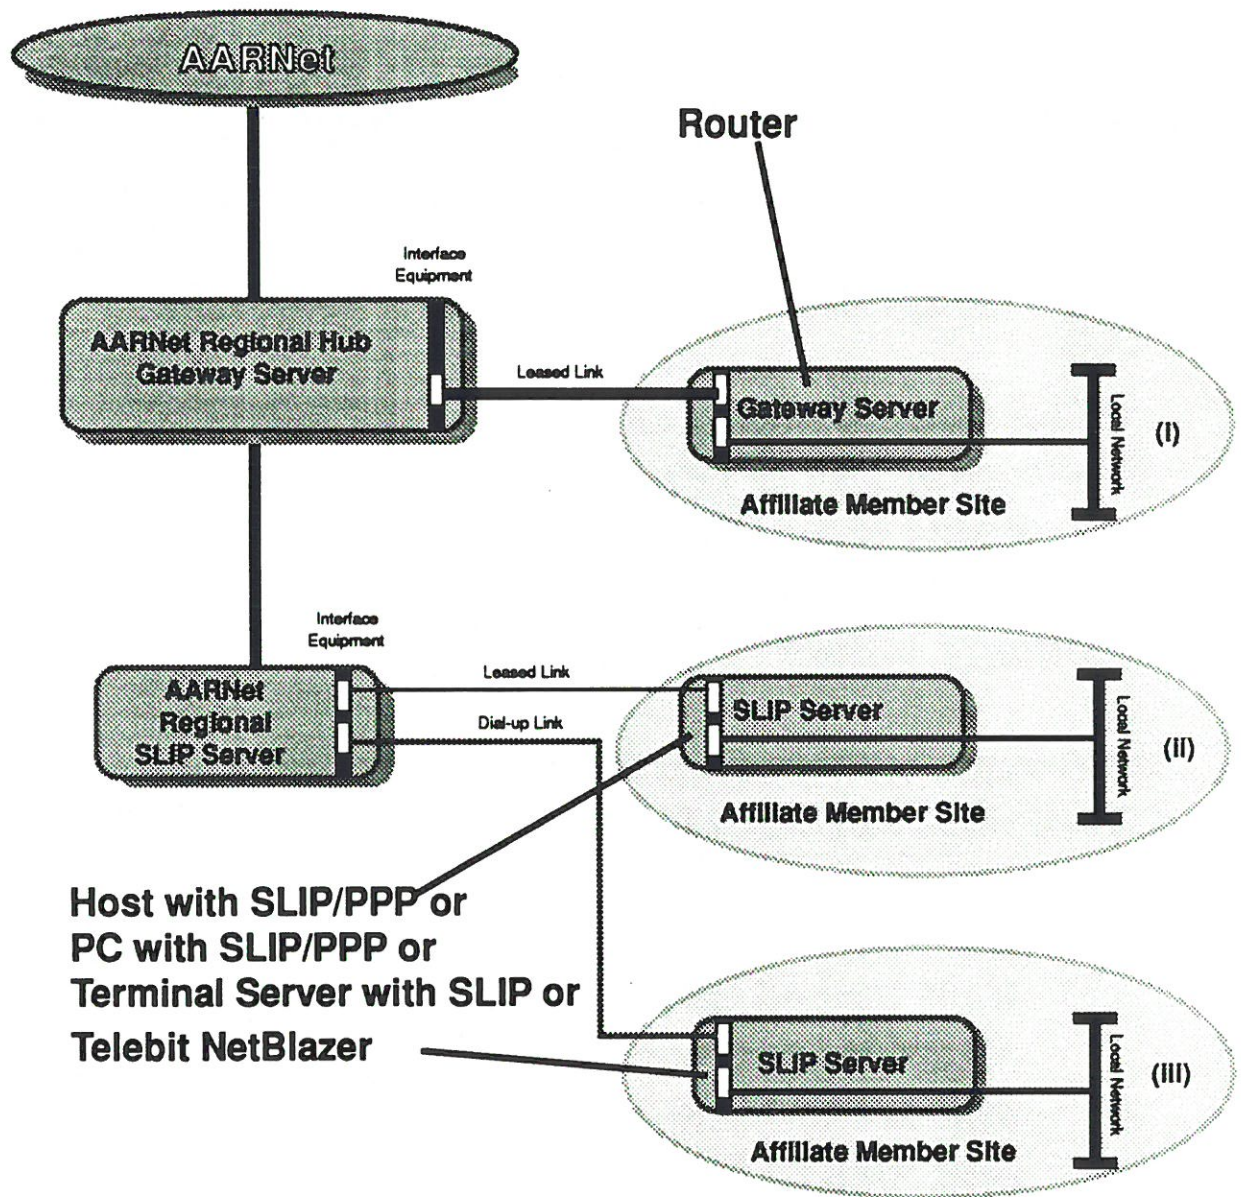 AARNet
Router
Interface
Equipment
AARNet Regional Hub
Gateway Server
Leased Link
Gateway Server
Local Network
(i)
Affiliate Member Site
Interface
Equipment
AARNet
Regional
SLIP Server
Leased Link
Dial-up Link
SLIP Server
Local Network
(ii)
Affiliate Member Site
Host with SLIP/PPP or
PC with SLIP/PPP or
Terminal Server with SLIP or
Telebit NetBlazer
SLIP Server
Local Network
(iii)
Affiliate Member Site